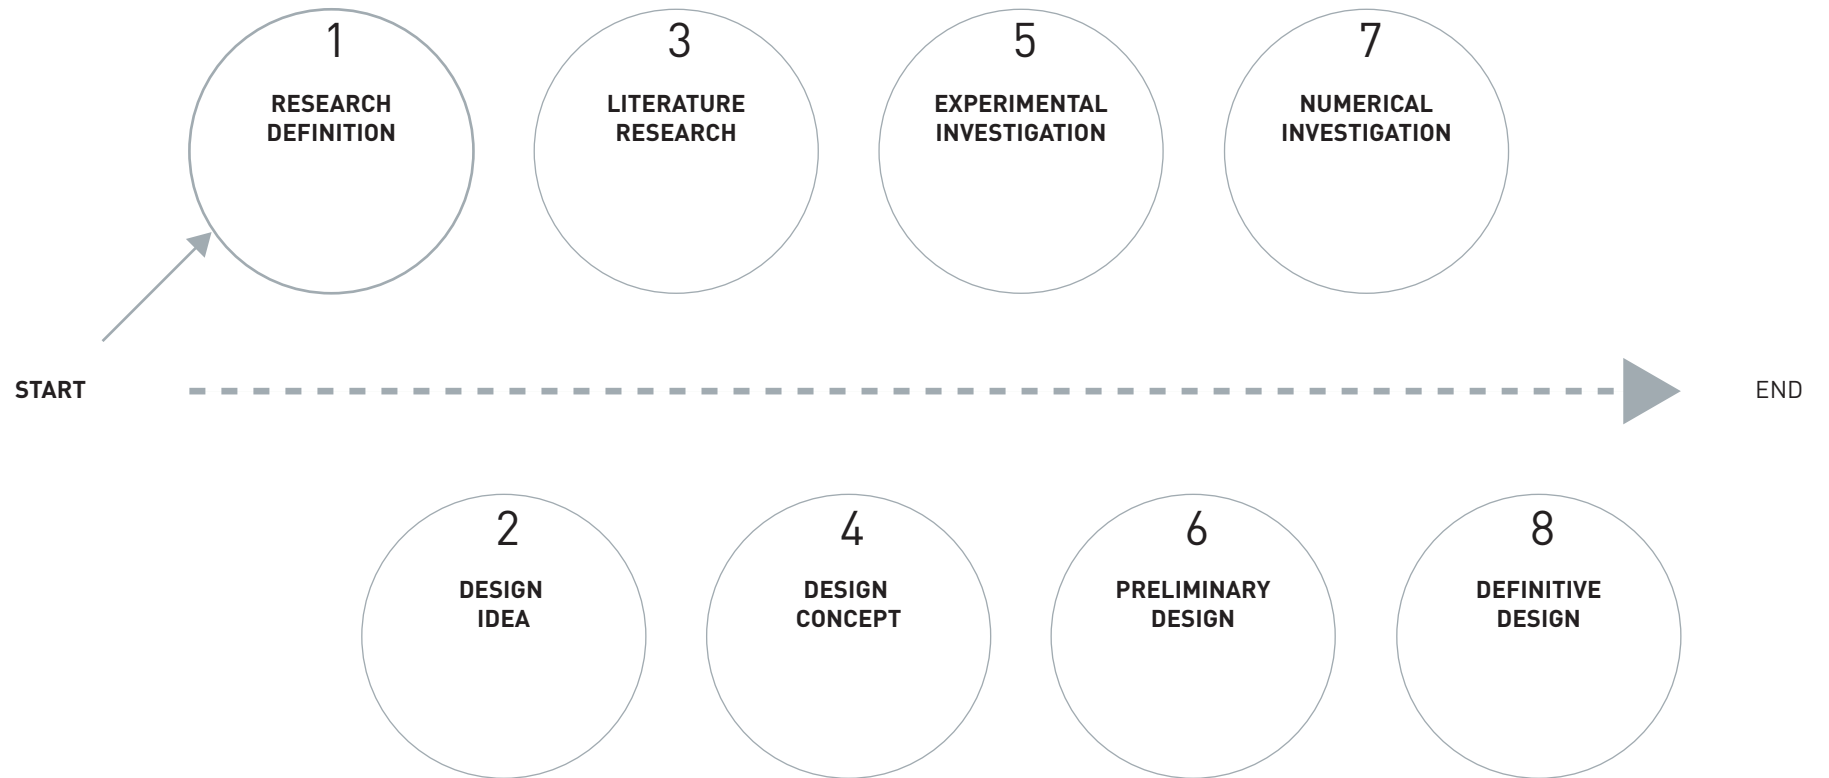 1
RESEARCH
DEFINITION
3
LITERATURE
RESEARCH
5
EXPERIMENTAL
INVESTIGATION
7
NUMERICAL
INVESTIGATION
START
END
2
DESIGN
IDEA
4
DESIGN
CONCEPT
6
PRELIMINARY
DESIGN
8
DEFINITIVE
DESIGN